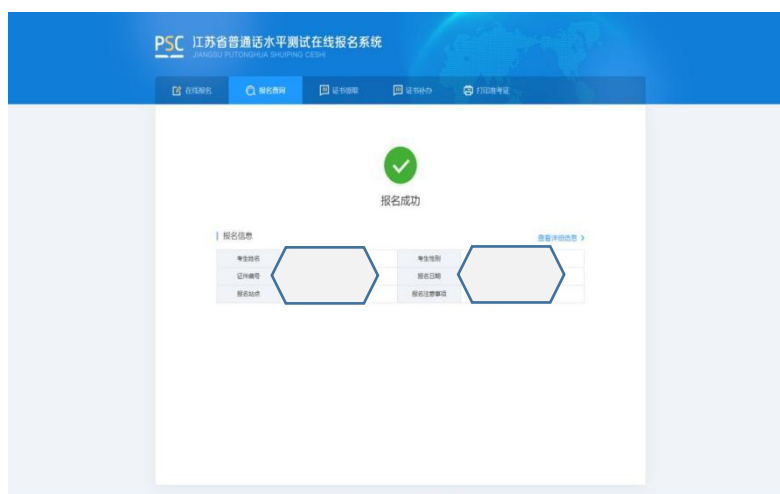 PSC 江苏省普通话水平测试在线报名系统
JIANGSU PUTONGHUA SHUIPING CESHI
在线报名 报名查询 证书领取 证书补办 打印准考证
报名成功
报名信息 查看详细信息 >
考生姓名 考生性别
证件编号 报名日期
报名站点 报名注意事项